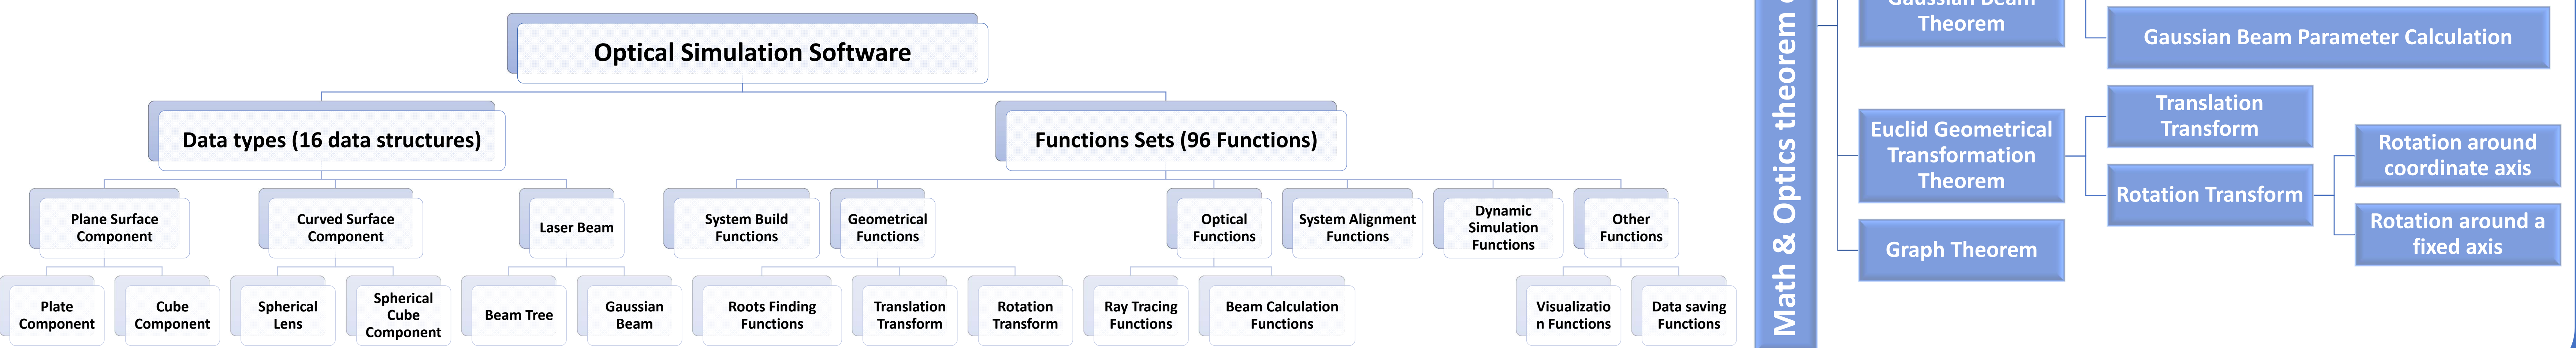 Optical Simulation Software
Data types (16 data structures)
Functions Sets (96 Functions)
Plane Surface
Component
Curved Surface
Component
Laser Beam
System Build
Functions
Geometrical
Functions
Optical
Functions
System Alignment
Functions
Dynamic
Simulation
Functions
Other
Functions
Plate
Component
Cube
Component
Spherical
Lens
Spherical
Cube
Component
Beam Tree
Gaussian
Beam
Roots Finding
Functions
Translation
Transform
Rotation
Transform
Ray Tracing
Functions
Beam Calculation
Functions
Visualizatio
n Functions
Data saving
Functions
Math & Optics theorem
Gaussian Beam
Theorem
Gaussian Beam Parameter Calculation
Euclid Geometrical
Transformation
Theorem
Translation
Transform
Rotation Transform
Rotation around
coordinate axis
Rotation around a
fixed axis
Graph Theorem